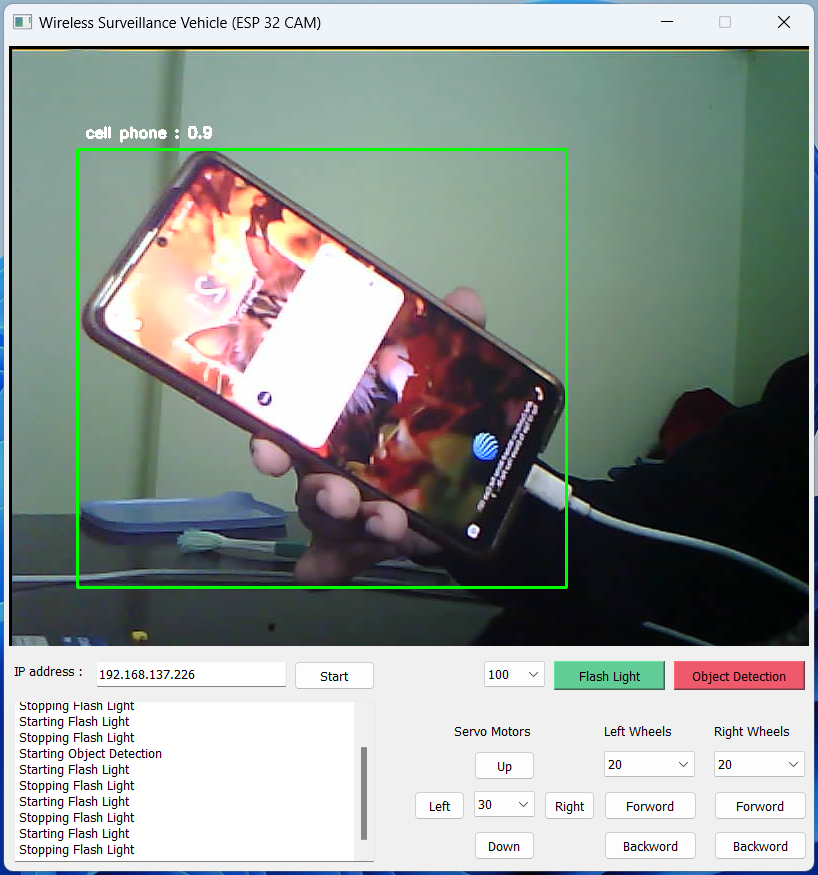 Wireless Surveillance Vehicle (ESP 32 CAM)
cell phone : 0.9
IP address :
192.168.137.226
Start
100
Flash Light
Object Detection
Stopping Flash Light
Starting Flash Light
Stopping Flash Light
Starting Object Detection
Starting Flash Light
Stopping Flash Light
Starting Flash Light
Stopping Flash Light
Starting Flash Light
Stopping Flash Light
Servo Motors
Up
Left
30
Right
Down
Left Wheels
20
Forword
Backword
Right Wheels
20
Forword
Backword